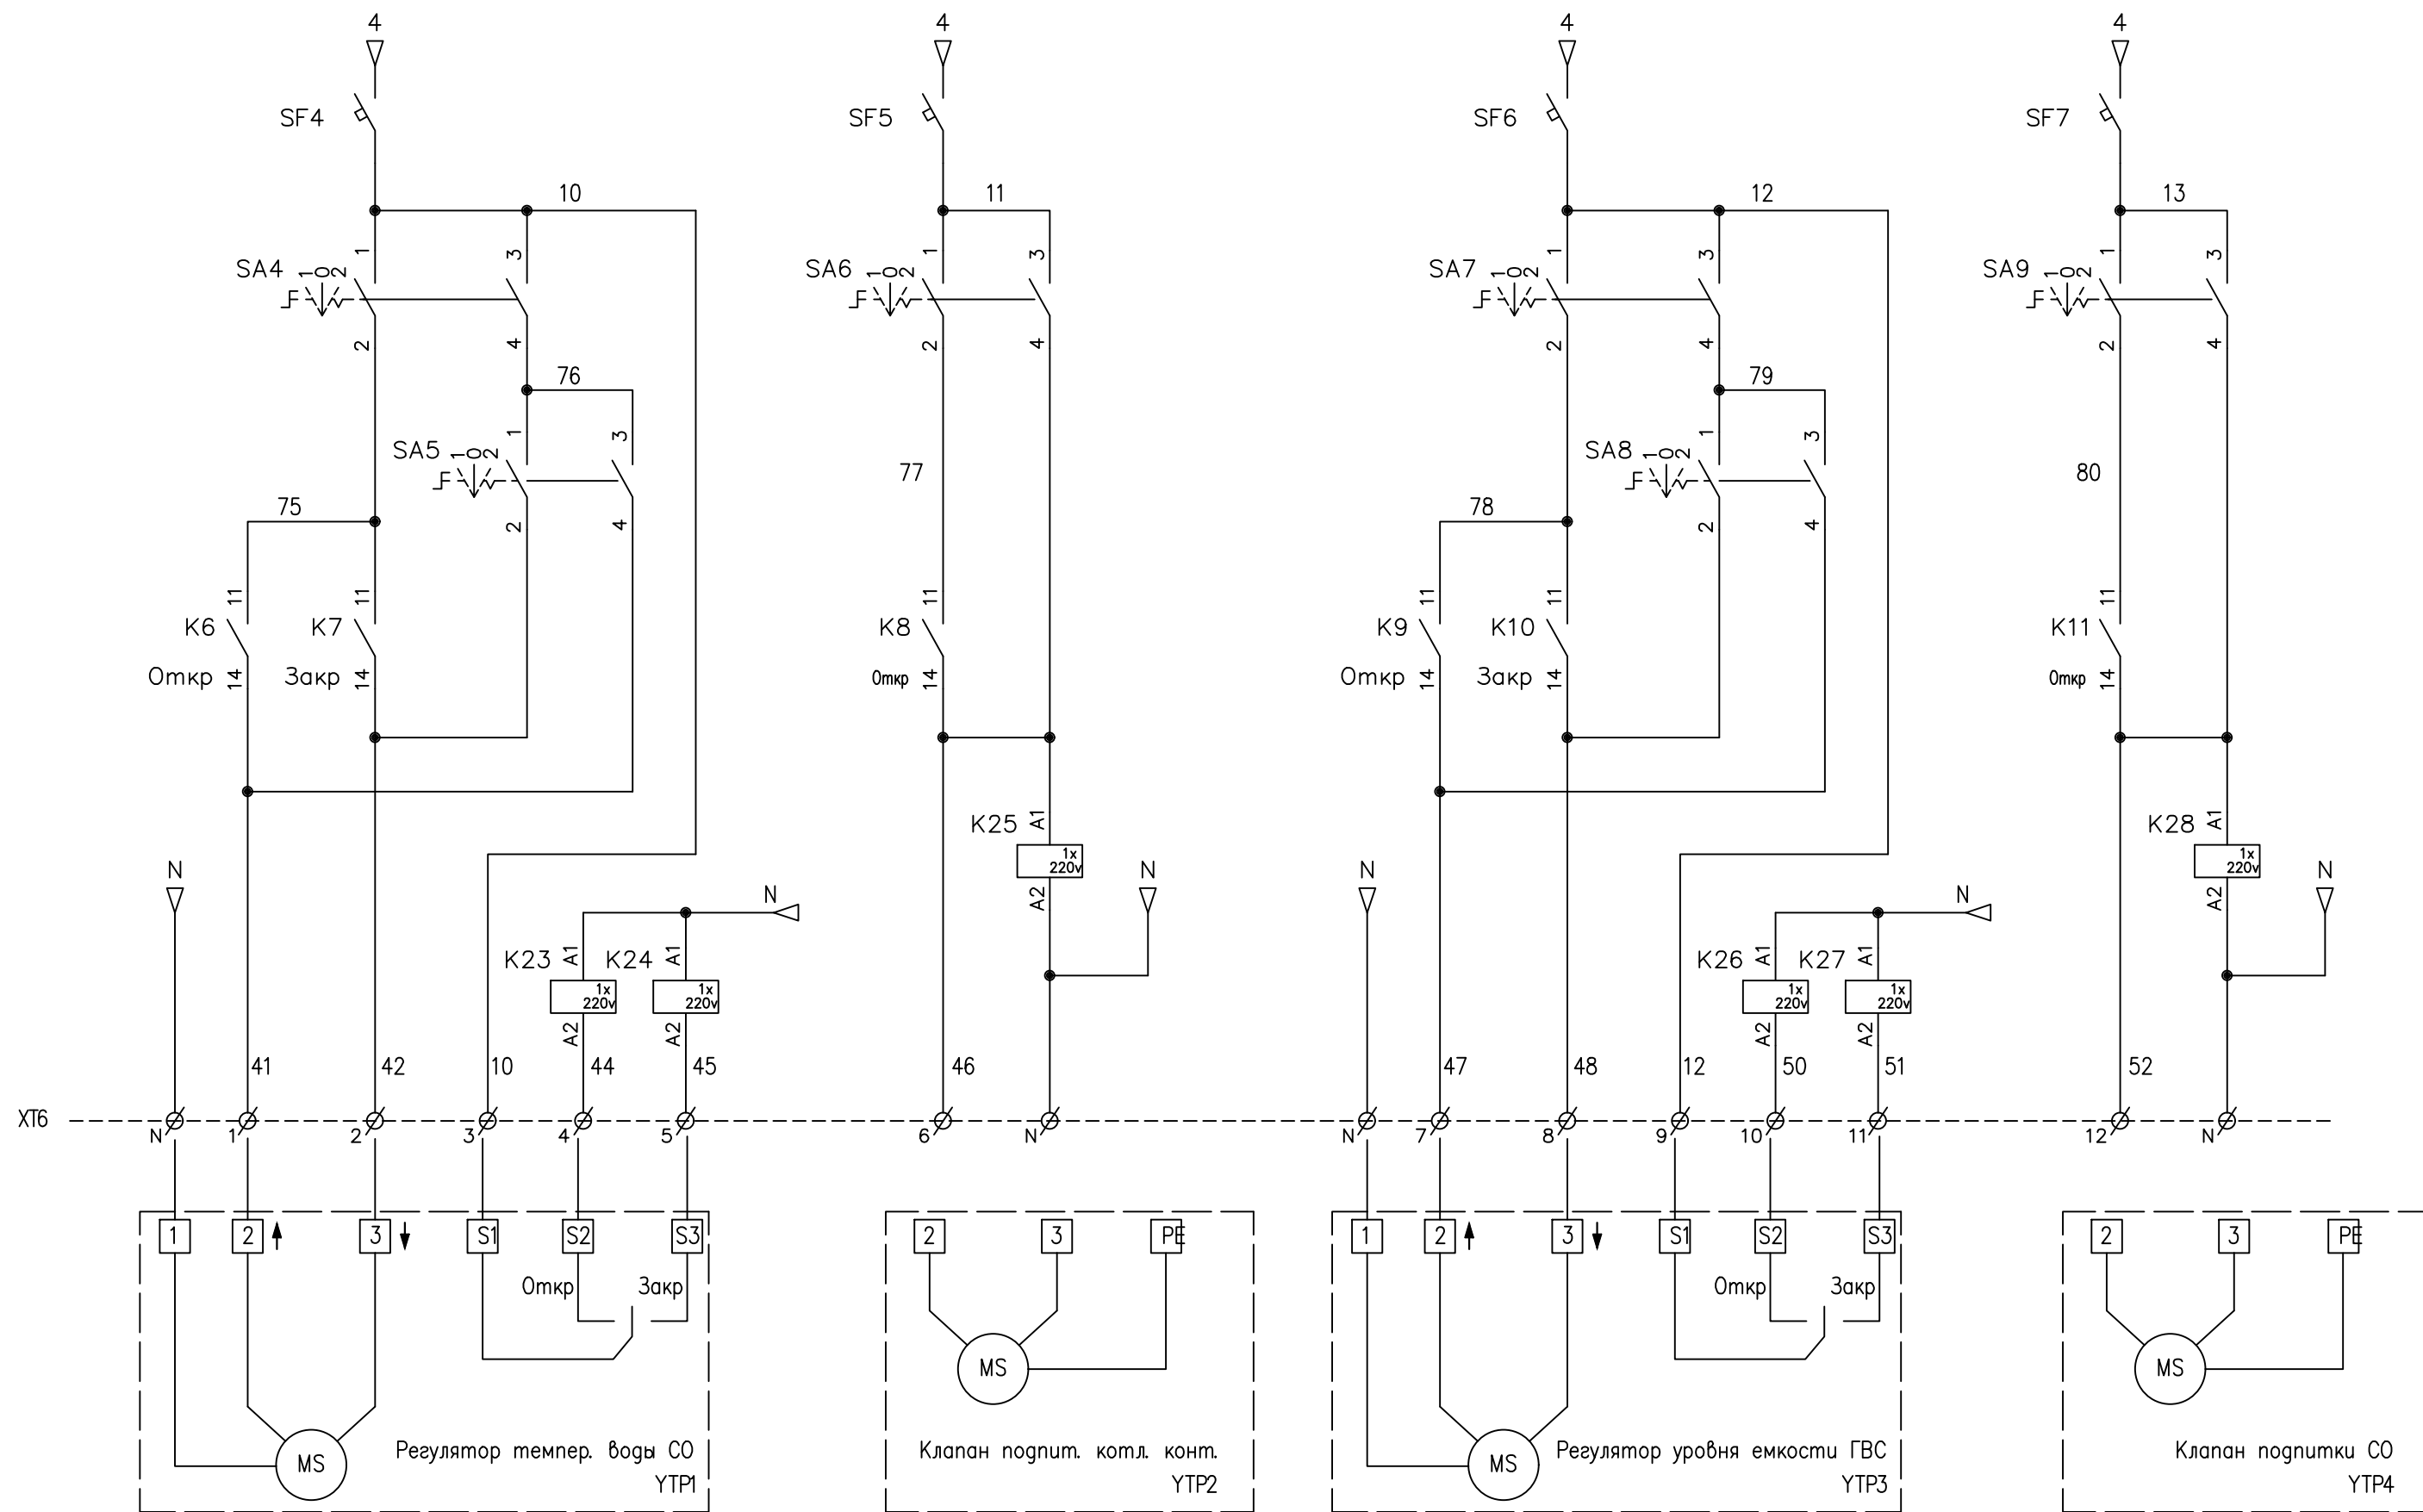 4 4 4 4
SF4 SF5 SF6 SF7
10 11 12 13
1 3 1 3 1 3 1 3
SA4 1 0 2 SA6 1 0 2 SA7 1 0 2 SA9 1 0 2
2 4 2 4 2 4 2 4
76 79
1 3 1 3
SA5 1 0 2 SA8 1 0 2
77 80
75 78
2 4 2 4
11 11 11 11 11 11
K6 K7 K8 K9 K10 K11
Откр 14 Закр 14 Откр 14 Откр 14 Закр 14 Откр 14
K25 A1 K28 A1
1x 1x
220v 220v
N N N N
A2 A2
N N
K23 A1 K24 A1 K26 A1 K27 A1
1x 1x 1x 1x
220v 220v 220v 220v
A2 A2 A2 A2
41 42 10 44 45 46 47 48 12 50 51 52
XT6
N 1 2 3 4 5 6 N N 7 8 9 10 11 12 N
1 2 3 S1 S2 S3 2 3 PE 1 2 3 S1 S2 S3 2 3 PE
Откр Закр Откр Закр
MS MS
MS Регулятор темпер. воды СО Клапан подпит. котл. конт. MS Регулятор уровня емкости ГВС Клапан подпитки СО
YTP1 YTP2 YTP3 YTP4